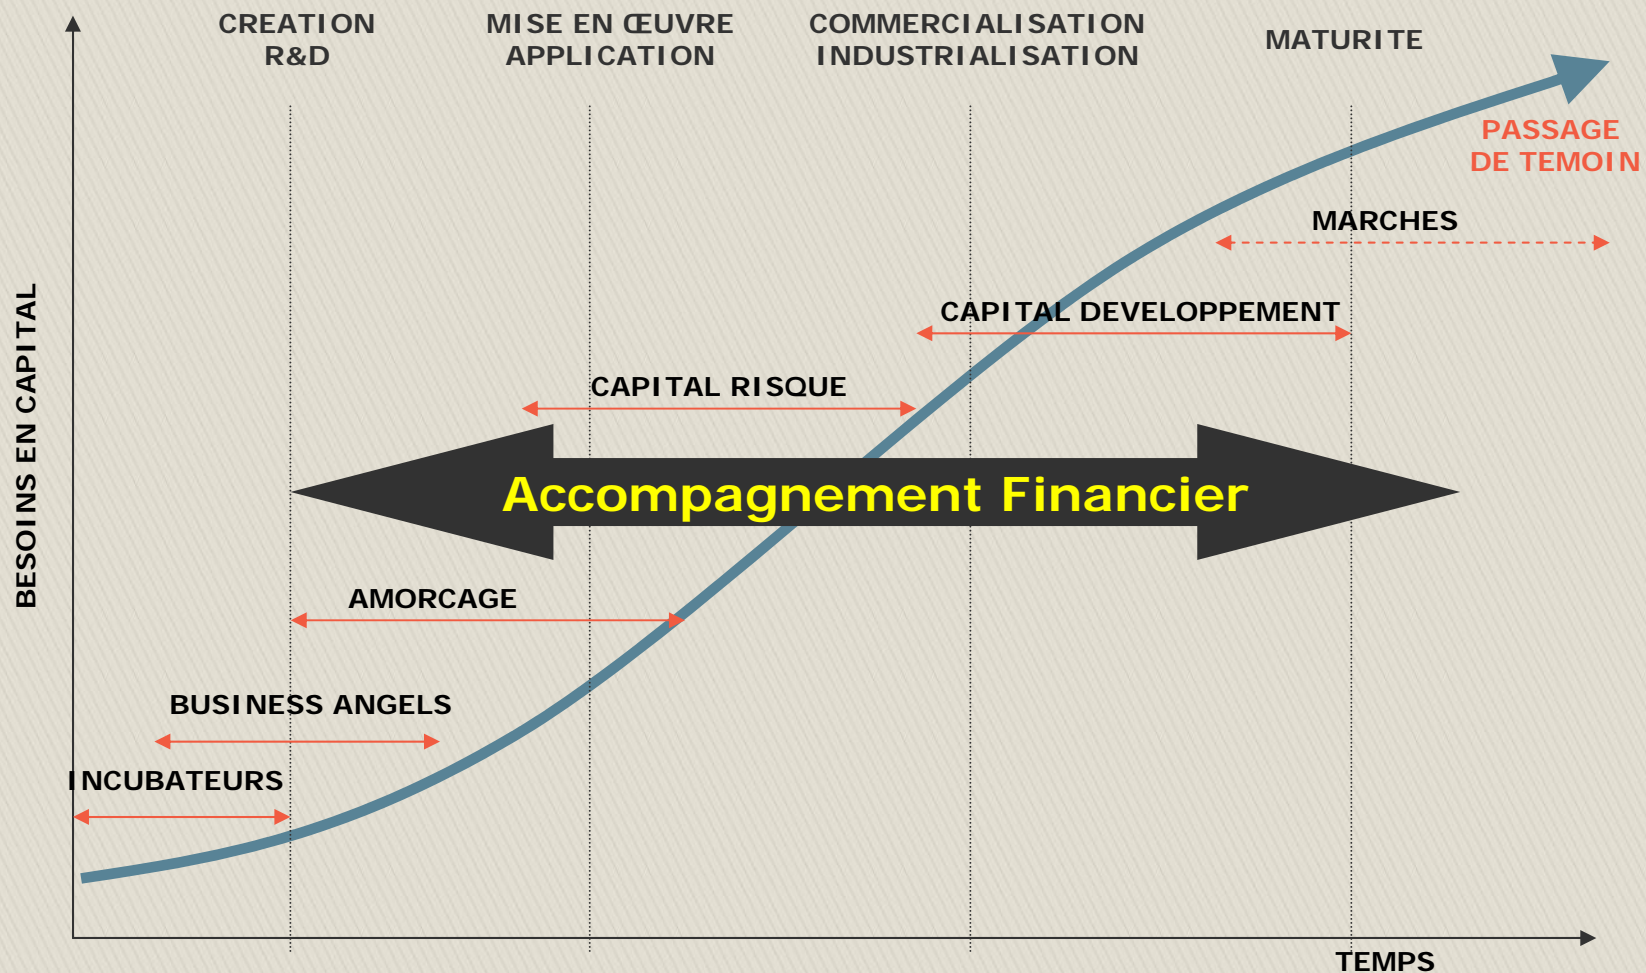 CREATION
R&D
MISE EN ŒUVRE
APPLICATION
COMMERCIALISATION
INDUSTRIALISATION
MATURITE
PASSAGE
DE TEMOIN
MARCHES
CAPITAL DEVELOPPEMENT
CAPITAL RISQUE
Accompagnement Financier
AMORCAGE
BUSINESS ANGELS
INCUBATEURS
BESOINS EN CAPITAL
TEMPS